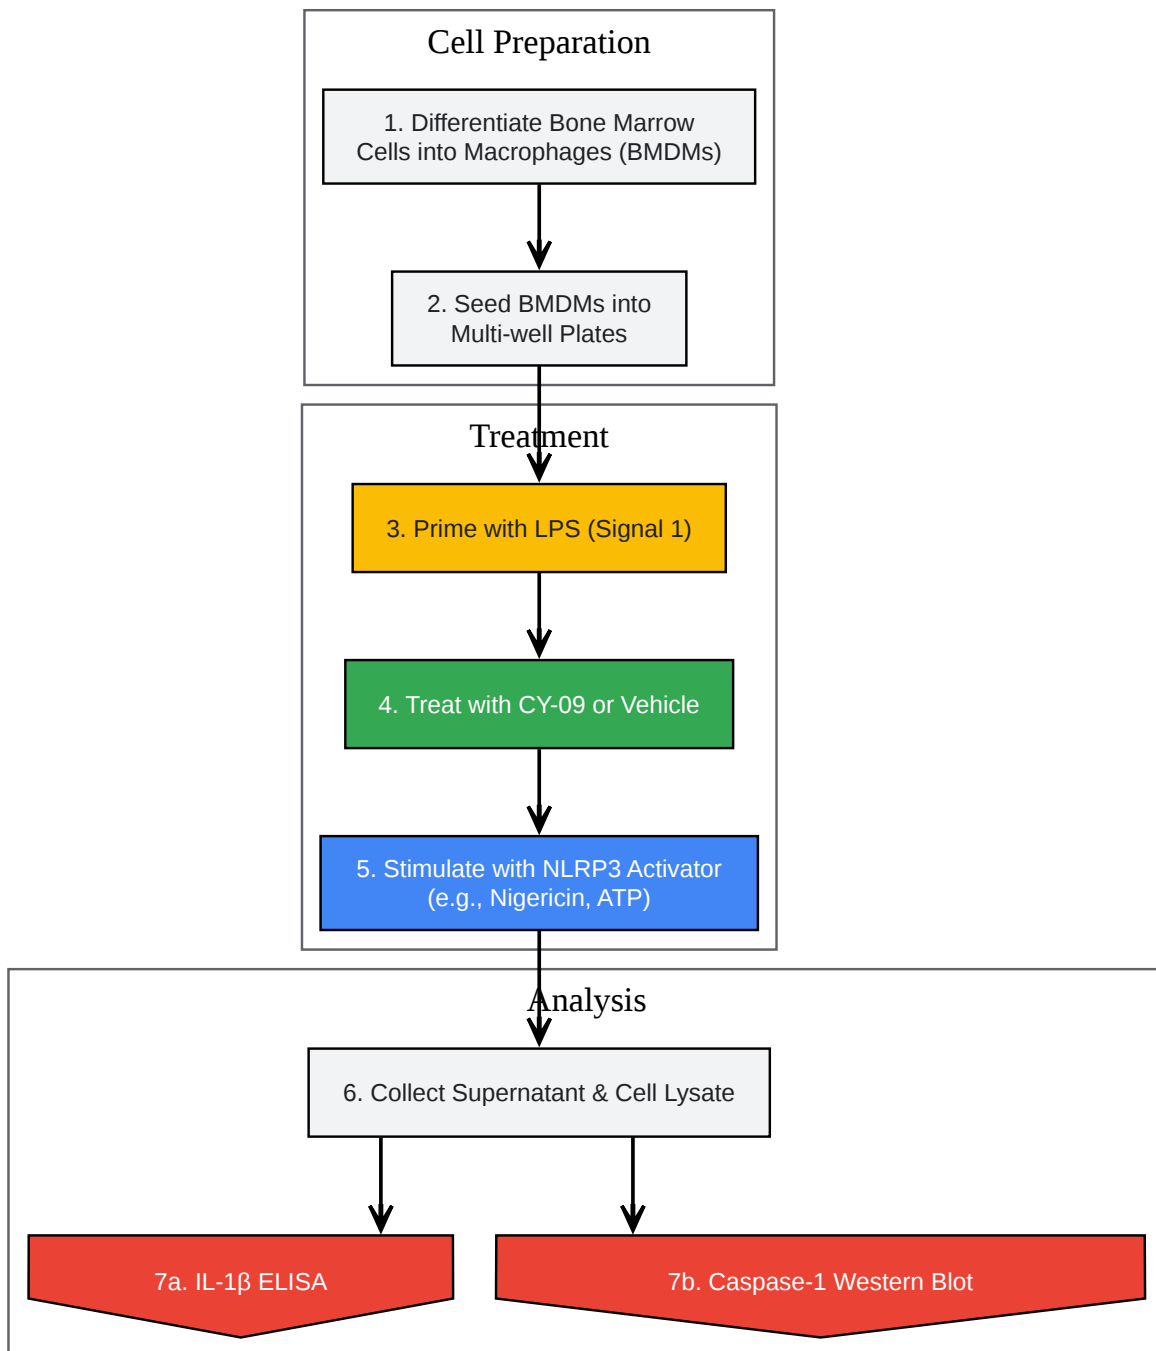 Cell Preparation
1. Differentiate Bone Marrow
Cells into Macrophages (BMDMs)
2. Seed BMDMs into
Multi-well Plates
Treatment
3. Prime with LPS (Signal 1)
4. Treat with CY-09 or Vehicle
5. Stimulate with NLRP3 Activator
(e.g., Nigericin, ATP)
Analysis
6. Collect Supernatant & Cell Lysate
7a. IL-1β ELISA
7b. Caspase-1 Western Blot